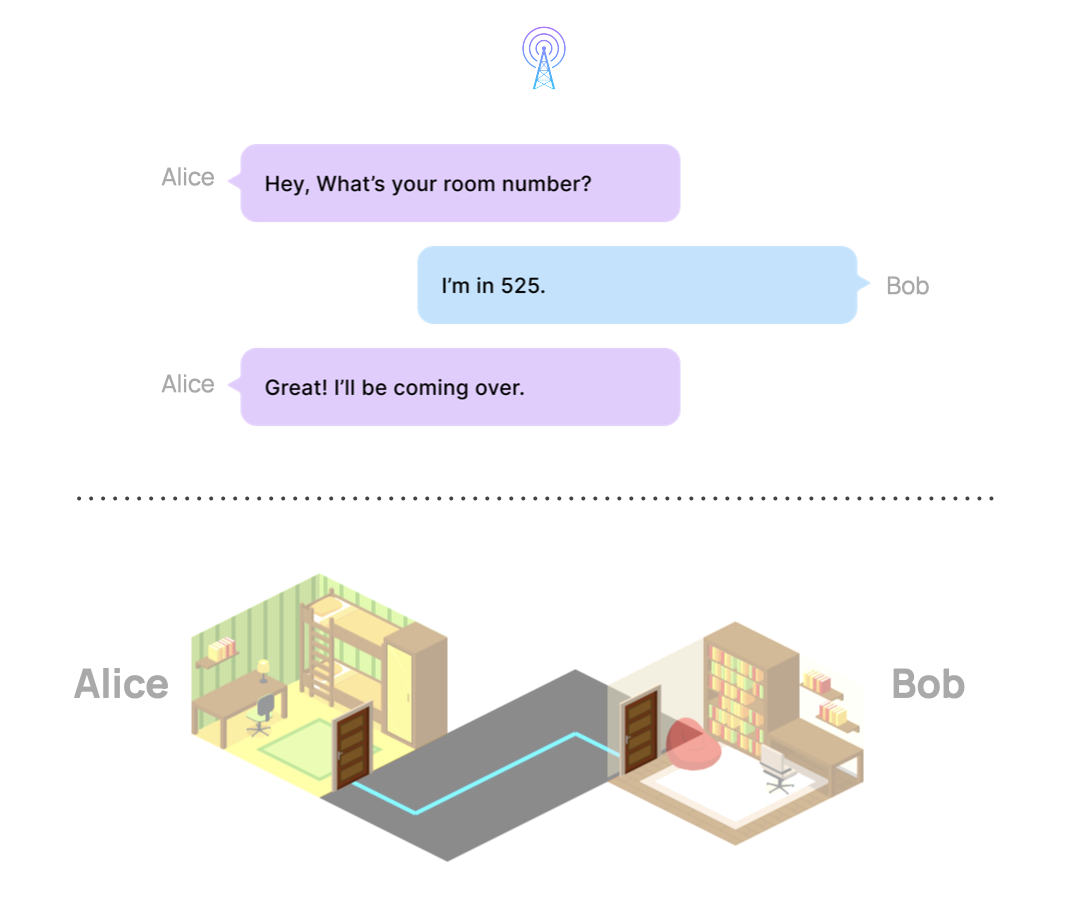 Alice
Hey, What’s your room number?
I’m in 525.
Bob
Alice
Great! I’ll be coming over.
Alice
Bob